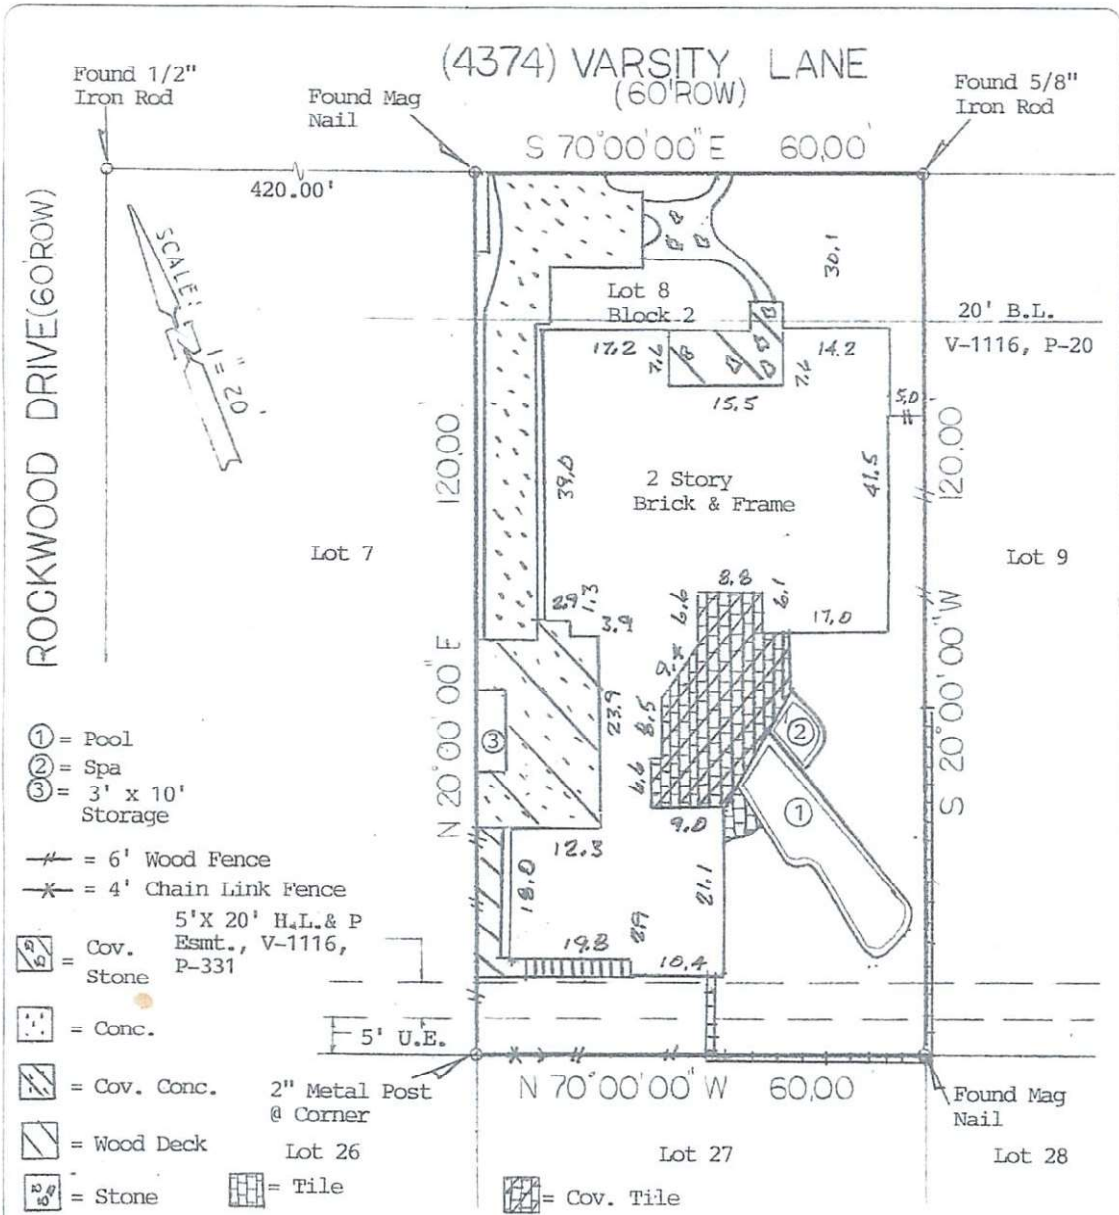 (4374) VARSITY LANE
(60'ROW)
Found 1/2"
Iron Rod
Found Mag
Nail
Found 5/8"
Iron Rod
S 70°00'00" E 60,00'
420.00'
ROCKWOOD DRIVE(60'ROW)
SCALE:
1"= 20'
30,1
Lot 8
Block 2
20' B.L.
V-1116, P-20
17,2
7,6
15,5
7,6
14,2
5,0
120,00
39,0
2 Story
Brick & Frame
41,5
120,00
Lot 7
Lot 9
2,9
1,3
3,9
6,6
8,8
6,1
17,0
N 20°00'00" E
23,9
8,5
6,6
S 20°00'00" W
① = Pool
② = Spa
③ = 3' x 10'
Storage
③
②
①
9,0
12,3
18,0
21,1
19,8
10,4
= 6' Wood Fence
= 4' Chain Link Fence
5'X 20' H.L.& P
Esmt., V-1116,
P-331
= Cov.
Stone
= Conc.
5' U.E.
= Cov. Conc.
2" Metal Post
@ Corner
N 70°00'00" W 60,00
Found Mag
Nail
= Wood Deck
Lot 26
Lot 27
Lot 28
= Stone
= Tile
= Cov. Tile